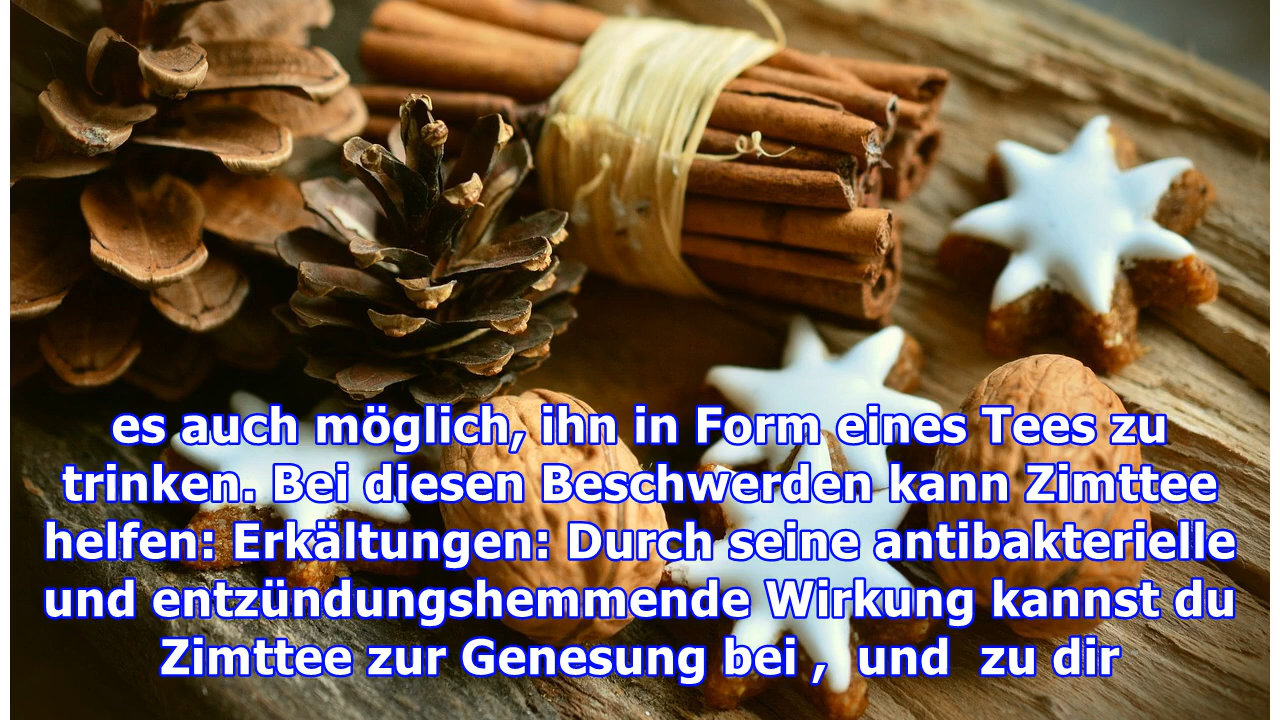 es auch möglich, ihn in Form eines Tees zu
trinken. Bei diesen Beschwerden kann Zimttee
helfen: Erkältungen: Durch seine antibakterielle
und entzündungshemmende Wirkung kannst du
Zimttee zur Genesung bei ,  und  zu dir